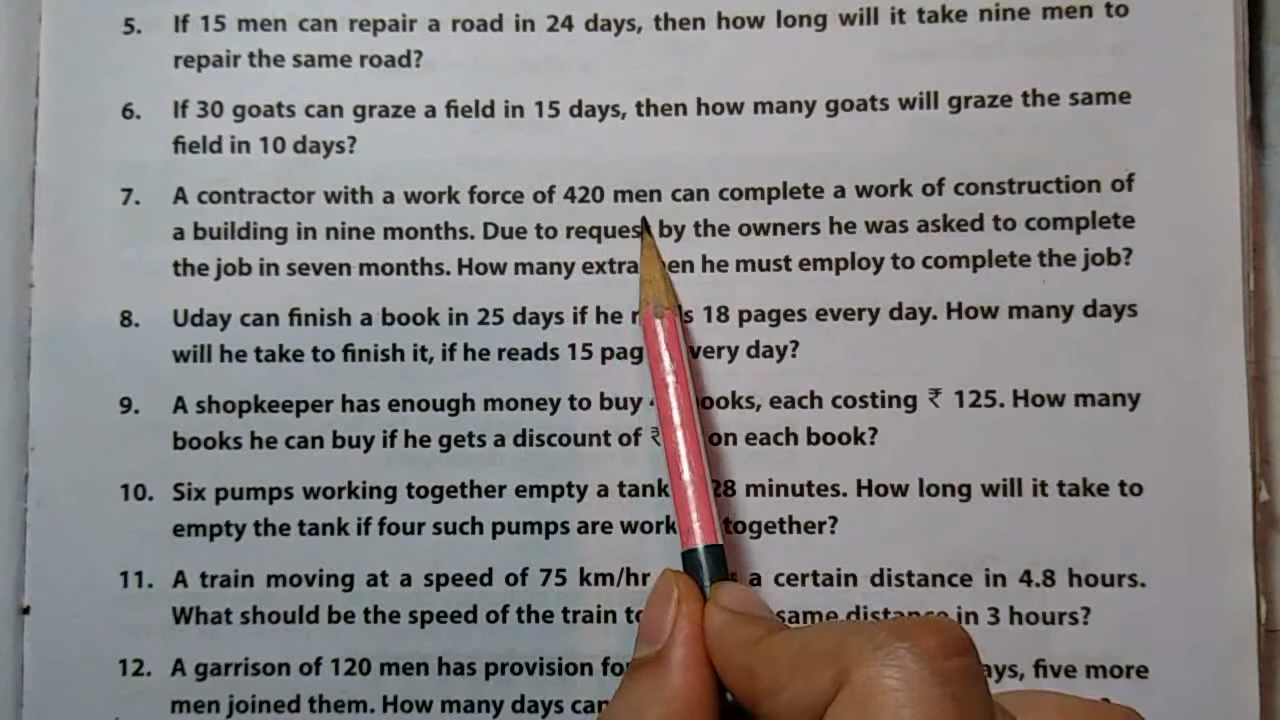 5. If 15 men can repair a road in 24 days, then how long will it take nine men to
repair the same road?
6. If 30 goats can graze a field in 15 days, then how many goats will graze the same
field in 10 days?
7. A contractor with a work force of 420 men can complete a work of construction of
a building in nine months. Due to request by the owners he was asked to complete
the job in seven months. How many extra he must employ to complete the job?
8. Uday can finish a book in 25 days if he 18 pages every day. How many days
will he take to finish it, if he reads 15 every day?
9. A shopkeeper has enough money to buy books, each costing ₹ 125. How many
books he can buy if he gets a discount of ₹ on each book?
10. Six pumps working together empty a tank 28 minutes. How long will it take to
empty the tank if four such pumps are together?
11. A train moving at a speed of 75 km/hr a certain distance in 4.8 hours.
What should be the speed of the train same distance in 3 hours?
12. A garrison of 120 men has provision five more
men joined them. How many days